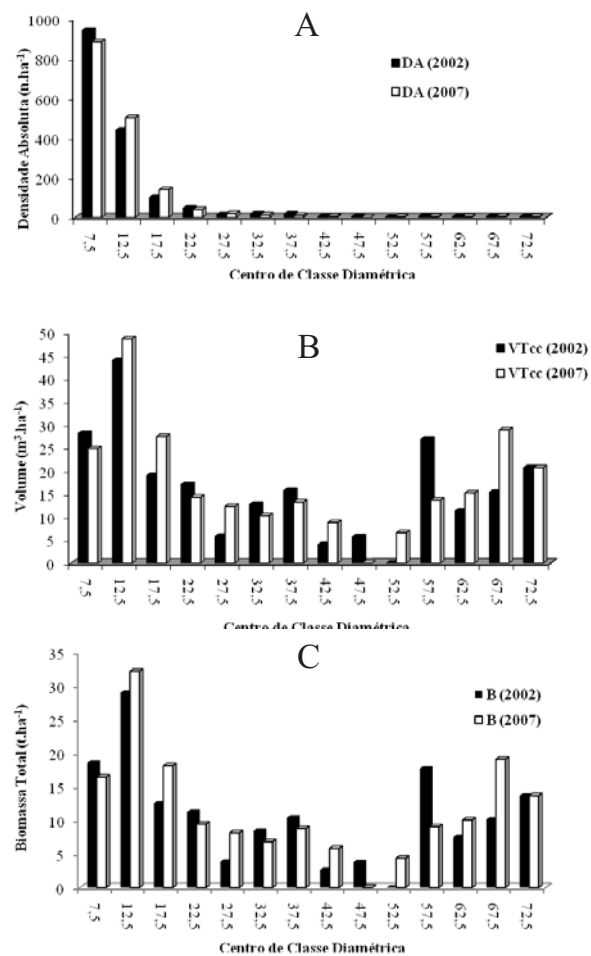 A
1000
800
600
400
200
0
Densidade Absoluta (n.ha⁻¹)
DA (2002)
DA (2007)
7,5 12,5 17,5 22,5 27,5 32,5 37,5 42,5 47,5 52,5 57,5 62,5 67,5 72,5
Centro de Classe Diamétrica
B
50
45
40
35
30
25
20
15
10
5
0
Volume (m³.ha⁻¹)
VTcc (2002)
VTcc (2007)
7,5 12,5 17,5 22,5 27,5 32,5 37,5 42,5 47,5 52,5 57,5 62,5 67,5 72,5
Centro de Classe Diamétrica
C
35
30
25
20
15
10
5
0
Biomassa Total (t.ha⁻¹)
B (2002)
B (2007)
7,5 12,5 17,5 22,5 27,5 32,5 37,5 42,5 47,5 52,5 57,5 62,5 67,5 72,5
Centro de Classe Diamétrica